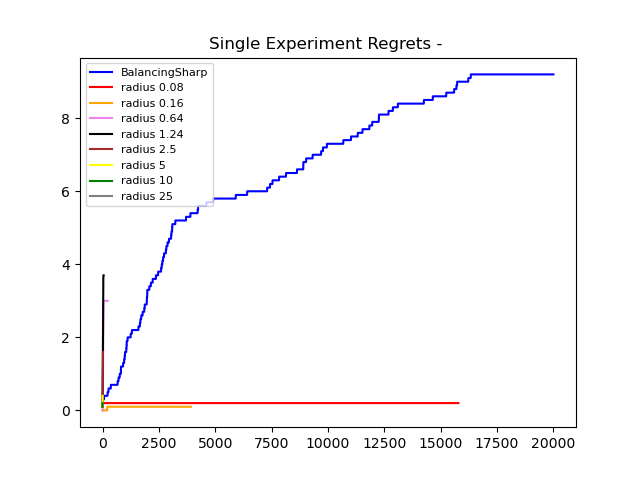 Single Experiment Regrets -
BalancingSharp
radius 0.08
radius 0.16
radius 0.64
radius 1.24
radius 2.5
radius 5
radius 10
radius 25
8
6
4
2
0
0 2500 5000 7500 10000 12500 15000 17500 20000